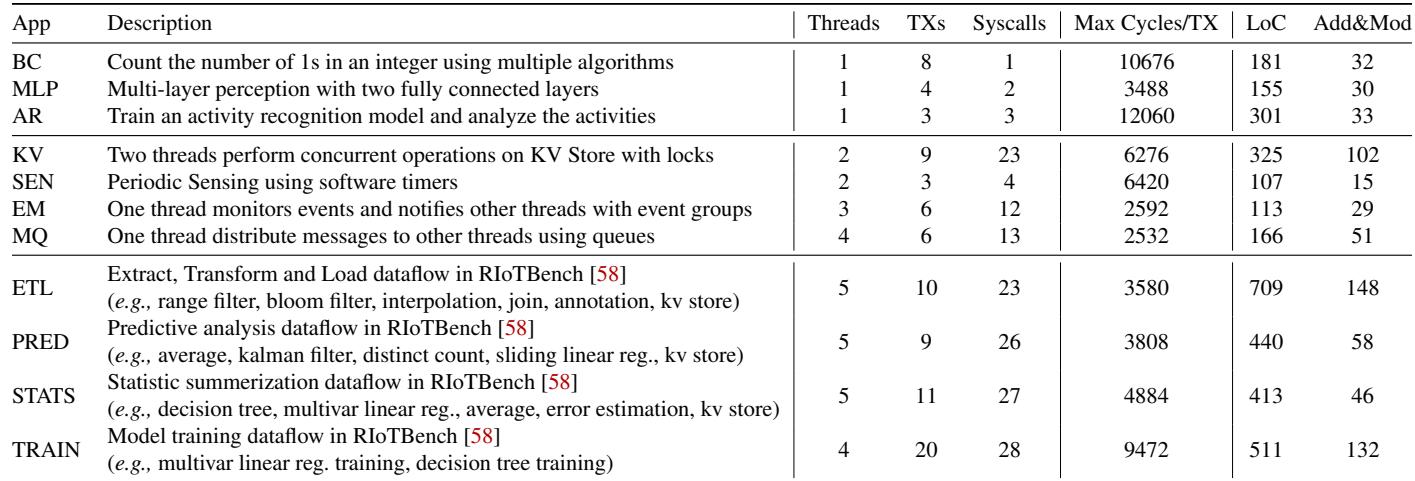 App Description Threads TXs Syscalls Max Cycles/TX LoC Add&Mod
BC Count the number of 1s in an integer using multiple algorithms 1 8 1 10676 181 32
MLP Multi-layer perception with two fully connected layers 1 4 2 3488 155 30
AR Train an activity recognition model and analyze the activities 1 3 3 12060 301 33
KV Two threads perform concurrent operations on KV Store with locks 2 9 23 6276 325 102
SEN Periodic Sensing using software timers 2 3 4 6420 107 15
EM One thread monitors events and notifies other threads with event groups 3 6 12 2592 113 29
MQ One thread distribute messages to other threads using queues 4 6 13 2532 166 51
ETL Extract, Transform and Load dataflow in RIoTBench [58] 5 10 23 3580 709 148
(e.g., range filter, bloom filter, interpolation, join, annotation, kv store)
PRED Predictive analysis dataflow in RIoTBench [58] 5 9 26 3808 440 58
(e.g., average, kalman filter, distinct count, sliding linear reg., kv store)
STATS Statistic summerization dataflow in RIoTBench [58] 5 11 27 4884 413 46
(e.g., decision tree, multivar linear reg., average, error estimation, kv store)
TRAIN Model training dataflow in RIoTBench [58] 4 20 28 9472 511 132
(e.g., multivar linear reg. training, decision tree training)